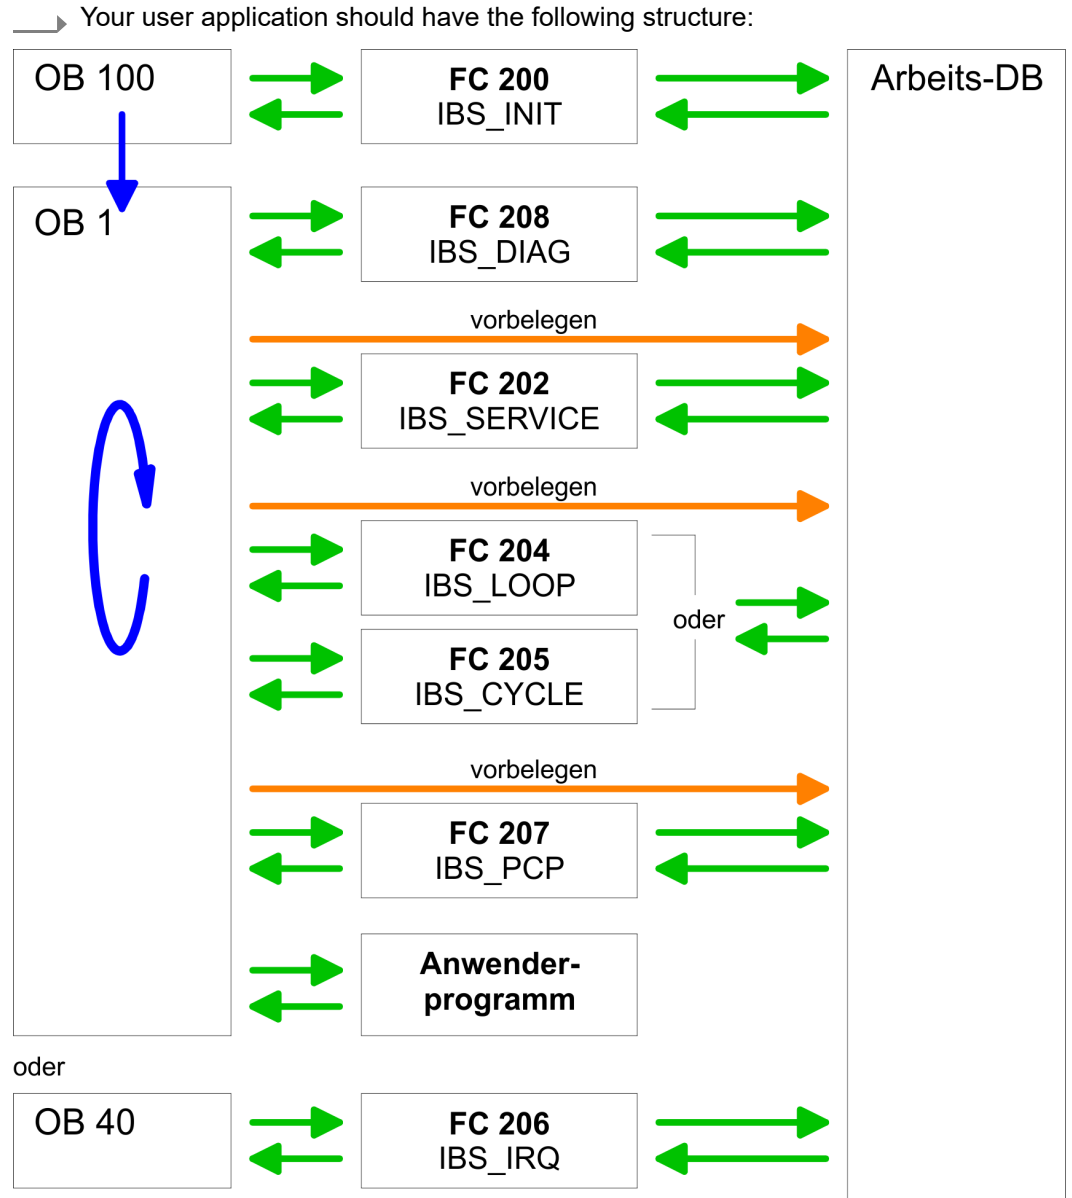 Your user application should have the following structure:
OB 100
FC 200
IBS_INIT
Arbeits-DB
OB 1
FC 208
IBS_DIAG
vorbelegen
FC 202
IBS_SERVICE
vorbelegen
FC 204
IBS_LOOP
oder
FC 205
IBS_CYCLE
vorbelegen
FC 207
IBS_PCP
Anwender-
programm
oder
OB 40
FC 206
IBS_IRQ